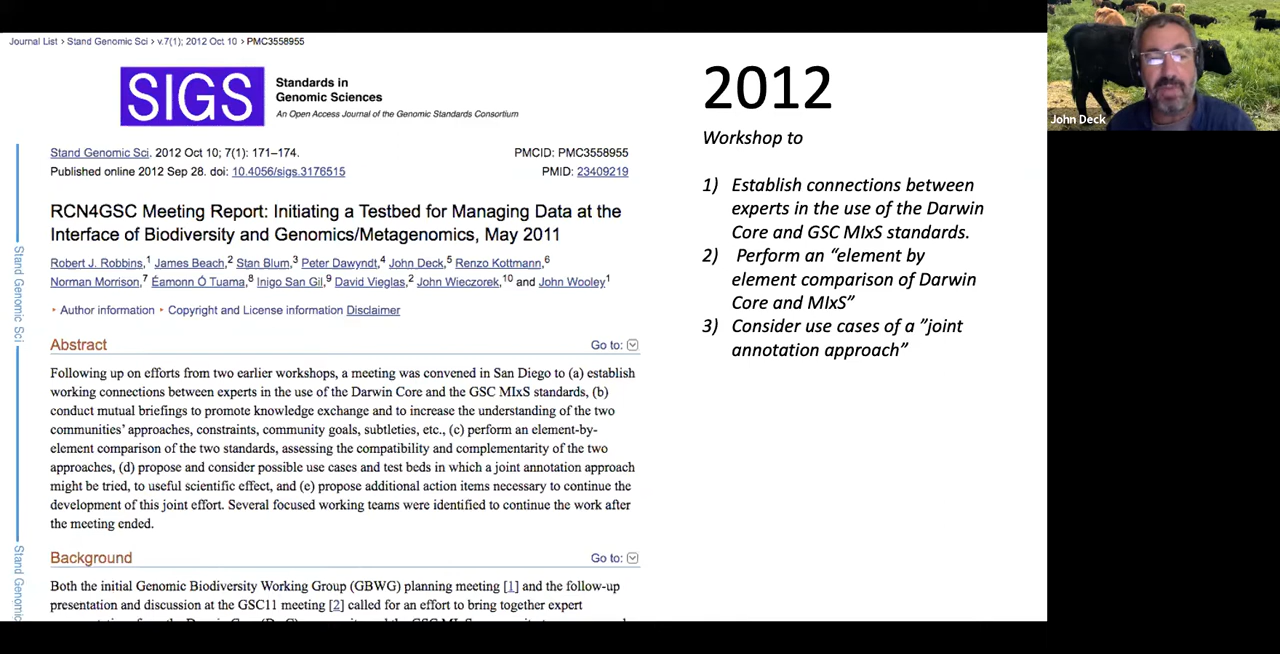 Journal List > Stand Genomic Sci > v.7(1); 2012 Oct 10 > PMC3558955
SIGS
Standards in
Genomic Sciences
An Open Access Journal of the Genomic Standards Consortium
Stand Genomic Sci. 2012 Oct 10; 7(1): 171–174.
PMCID: PMC3558955
Published online 2012 Sep 28. doi: 10.4056/sigs.3176515
PMID: 23409219
RCN4GSC Meeting Report: Initiating a Testbed for Managing Data at the
Interface of Biodiversity and Genomics/Metagenomics, May 2011
Robert J. Robbins,1 James Beach,2 Stan Blum,3 Peter Dawyndt,4 John Deck,5 Renzo Kottmann,6
Norman Morrison,7 Éamonn Ó Tuama,8 Inigo San Gil,9 David Vieglas,2 John Wieczorek,10 and John Wooley1
▸ Author information ▸ Copyright and License information Disclaimer
Abstract
Go to:
Following up on efforts from two earlier workshops, a meeting was convened in San Diego to (a) establish
working connections between experts in the use of the Darwin Core and the GSC MIxS standards, (b)
conduct mutual briefings to promote knowledge exchange and to increase the understanding of the two
communities’ approaches, constraints, community goals, subtleties, etc., (c) perform an element-by-
element comparison of the two standards, assessing the compatibility and complementarity of the two
approaches, (d) propose and consider possible use cases and test beds in which a joint annotation approach
might be tried, to useful scientific effect, and (e) propose additional action items necessary to continue the
development of this joint effort. Several focused working teams were identified to continue the work after
the meeting ended.
Background
Go to:
Both the initial Genomic Biodiversity Working Group (GBWG) planning meeting [1] and the follow-up
presentation and discussion at the GSC11 meeting [2] called for an effort to bring together expert
Stand Genomic Sci
Stand Genomic Sci
Stand Genomic
2012
Workshop to
1) Establish connections between
experts in the use of the Darwin
Core and GSC MIxS standards.
2) Perform an “element by
element comparison of Darwin
Core and MIxS”
3) Consider use cases of a ”joint
annotation approach”
John Deck